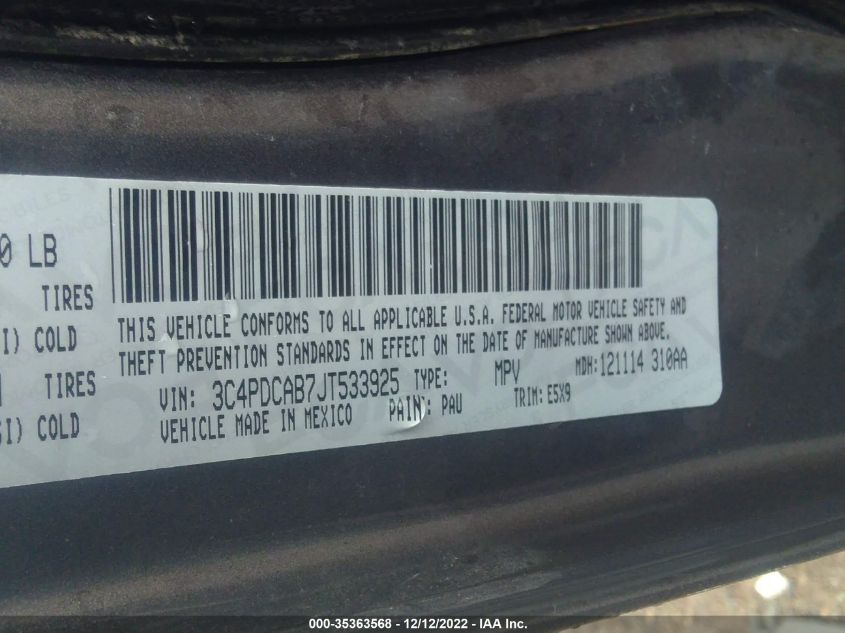 0 LB
TIRES
I) COLD
TIRES
SI) COLD
THIS VEHICLE CONFORMS TO ALL APPLICABLE U.S.A. FEDERAL MOTOR VEHICLE SAFETY AND
THEFT PREVENTION STANDARDS IN EFFECT ON THE DATE OF MANUFACTURE SHOWN ABOVE.
VIN: 3C4PDCAB7JT533925 TYPE: MPV MDH: 121114 310AA
VEHICLE MADE IN MEXICO PAINT: PAU TRIM: E5X9
000-35363568 - 12/12/2022 - IAA Inc.